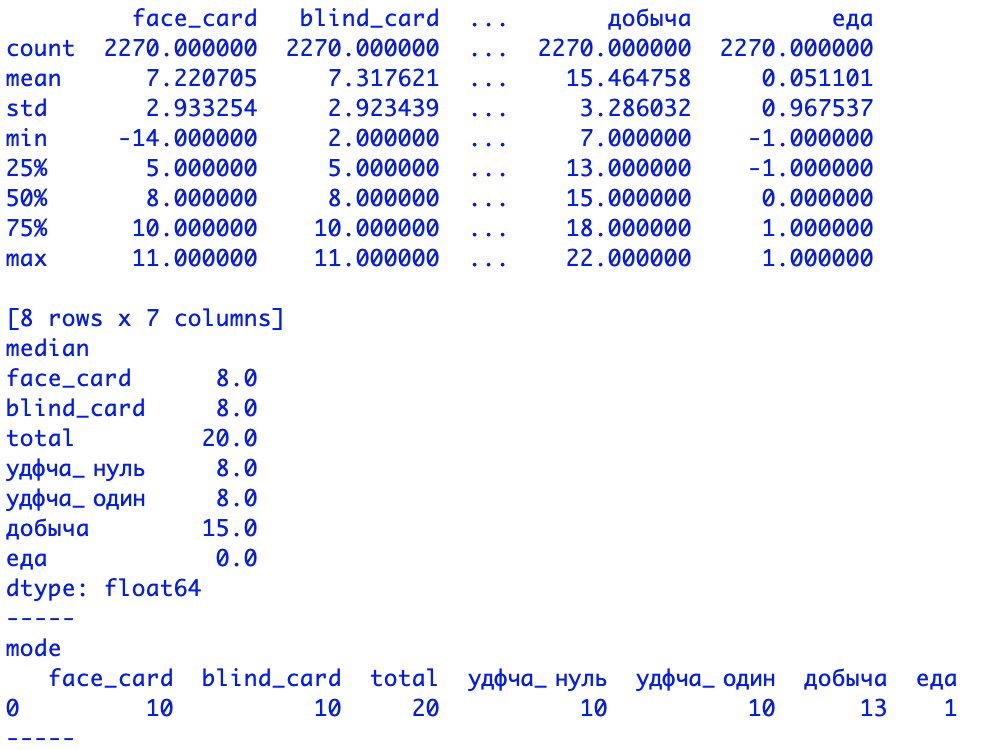 face_card blind_card ... добыча еда
count 2270.000000 2270.000000 ... 2270.000000 2270.000000
mean 7.220705 7.317621 ... 15.464758 0.051101
std 2.933254 2.923439 ... 3.286032 0.967537
min -14.000000 2.000000 ... 7.000000 -1.000000
25% 5.000000 5.000000 ... 13.000000 -1.000000
50% 8.000000 8.000000 ... 15.000000 0.000000
75% 10.000000 10.000000 ... 18.000000 1.000000
max 11.000000 11.000000 ... 22.000000 1.000000
[8 rows x 7 columns]
median
face_card 8.0
blind_card 8.0
total 20.0
удфча_ нуль 8.0
удфча_ один 8.0
добыча 15.0
еда 0.0
dtype: float64
-----
mode
face_card blind_card total удфча_ нуль удфча_ один добыча еда
0 10 10 20 10 10 13 1
-----